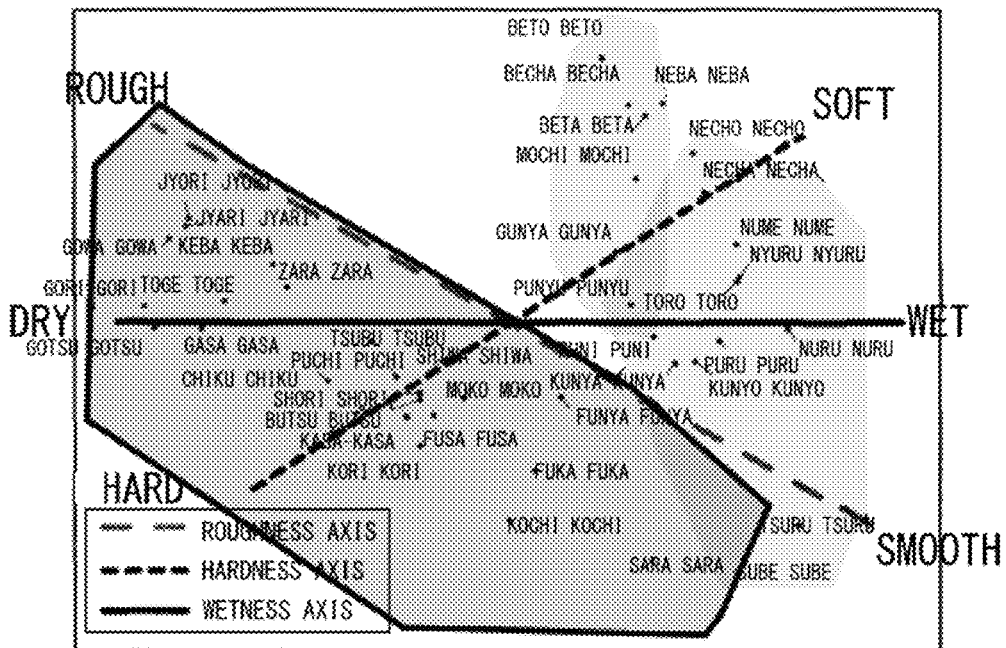 BETO BETO
BECHA BECHA
NEBA NEBA
ROUGH
SOFT
BETA BETA
NECHO NECHO
MOCHI MOCHI
NECHA NECHA
JYORI JYORI
JYARI JYARI
GUNYA GUNYA
NUME NUME
GOWA GOWA
KEBA KEBA
NYURU NYURU
ZARA ZARA
GORI GORI
TOGE TOGE
PUNYU PUNYU
TORO TORO
DRY
WET
GOTSU GOTSU
GASA GASA
TSUBU TSUBU
PUCHI PUCHI
SHIWA SHIWA
PUNI PUNI
NURU NURU
PURU PURU
CHIKU CHIKU
MOKO MOKO
KUNYA KUNYA
KUNYO KUNYO
SHORI SHORI
BUTSU BUTSU
FUNYA FUNYA
KASA KASA
FUSA FUSA
KORI KORI
FUKA FUKA
HARD
KOCHI KOCHI
TSURU TSURU
SMOOTH
SARA SARA
SUBE SUBE
ROUGHNESS AXIS
HARDNESS AXIS
WETNESS AXIS